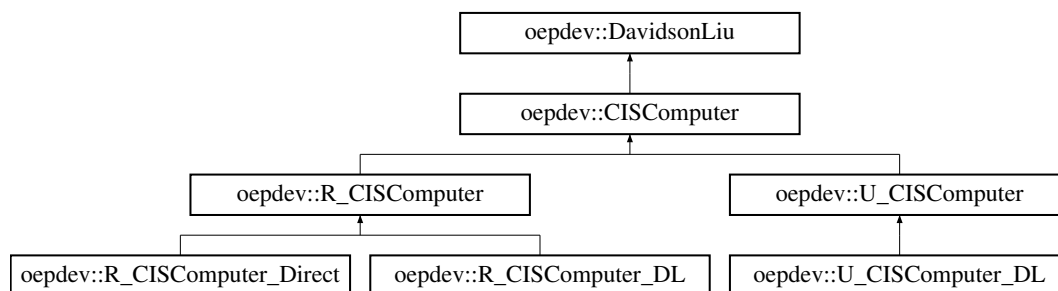 oepdev::DavidsonLiu
oepdev::CISComputer
oepdev::R_CISComputer
oepdev::U_CISComputer
oepdev::R_CISComputer_Direct
oepdev::R_CISComputer_DL
oepdev::U_CISComputer_DL